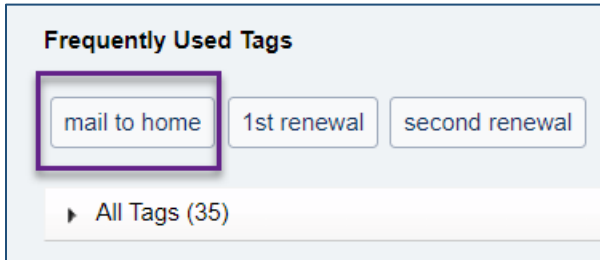 Frequently Used Tags
mail to home 1st renewal second renewal
All Tags (35)